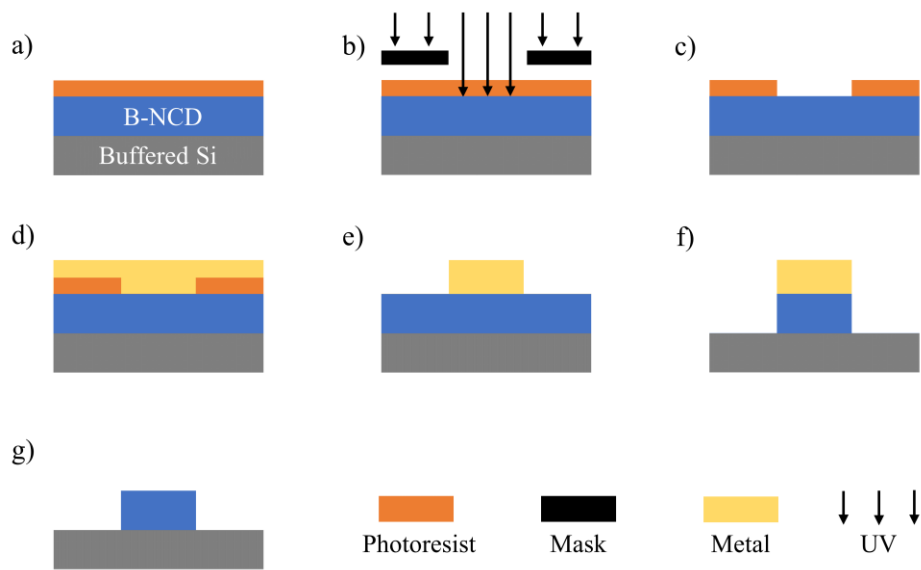 a)
b)
c)
B-NCD
Buffered Si
d)
e)
f)
g)
Photoresist
Mask
Metal
UV